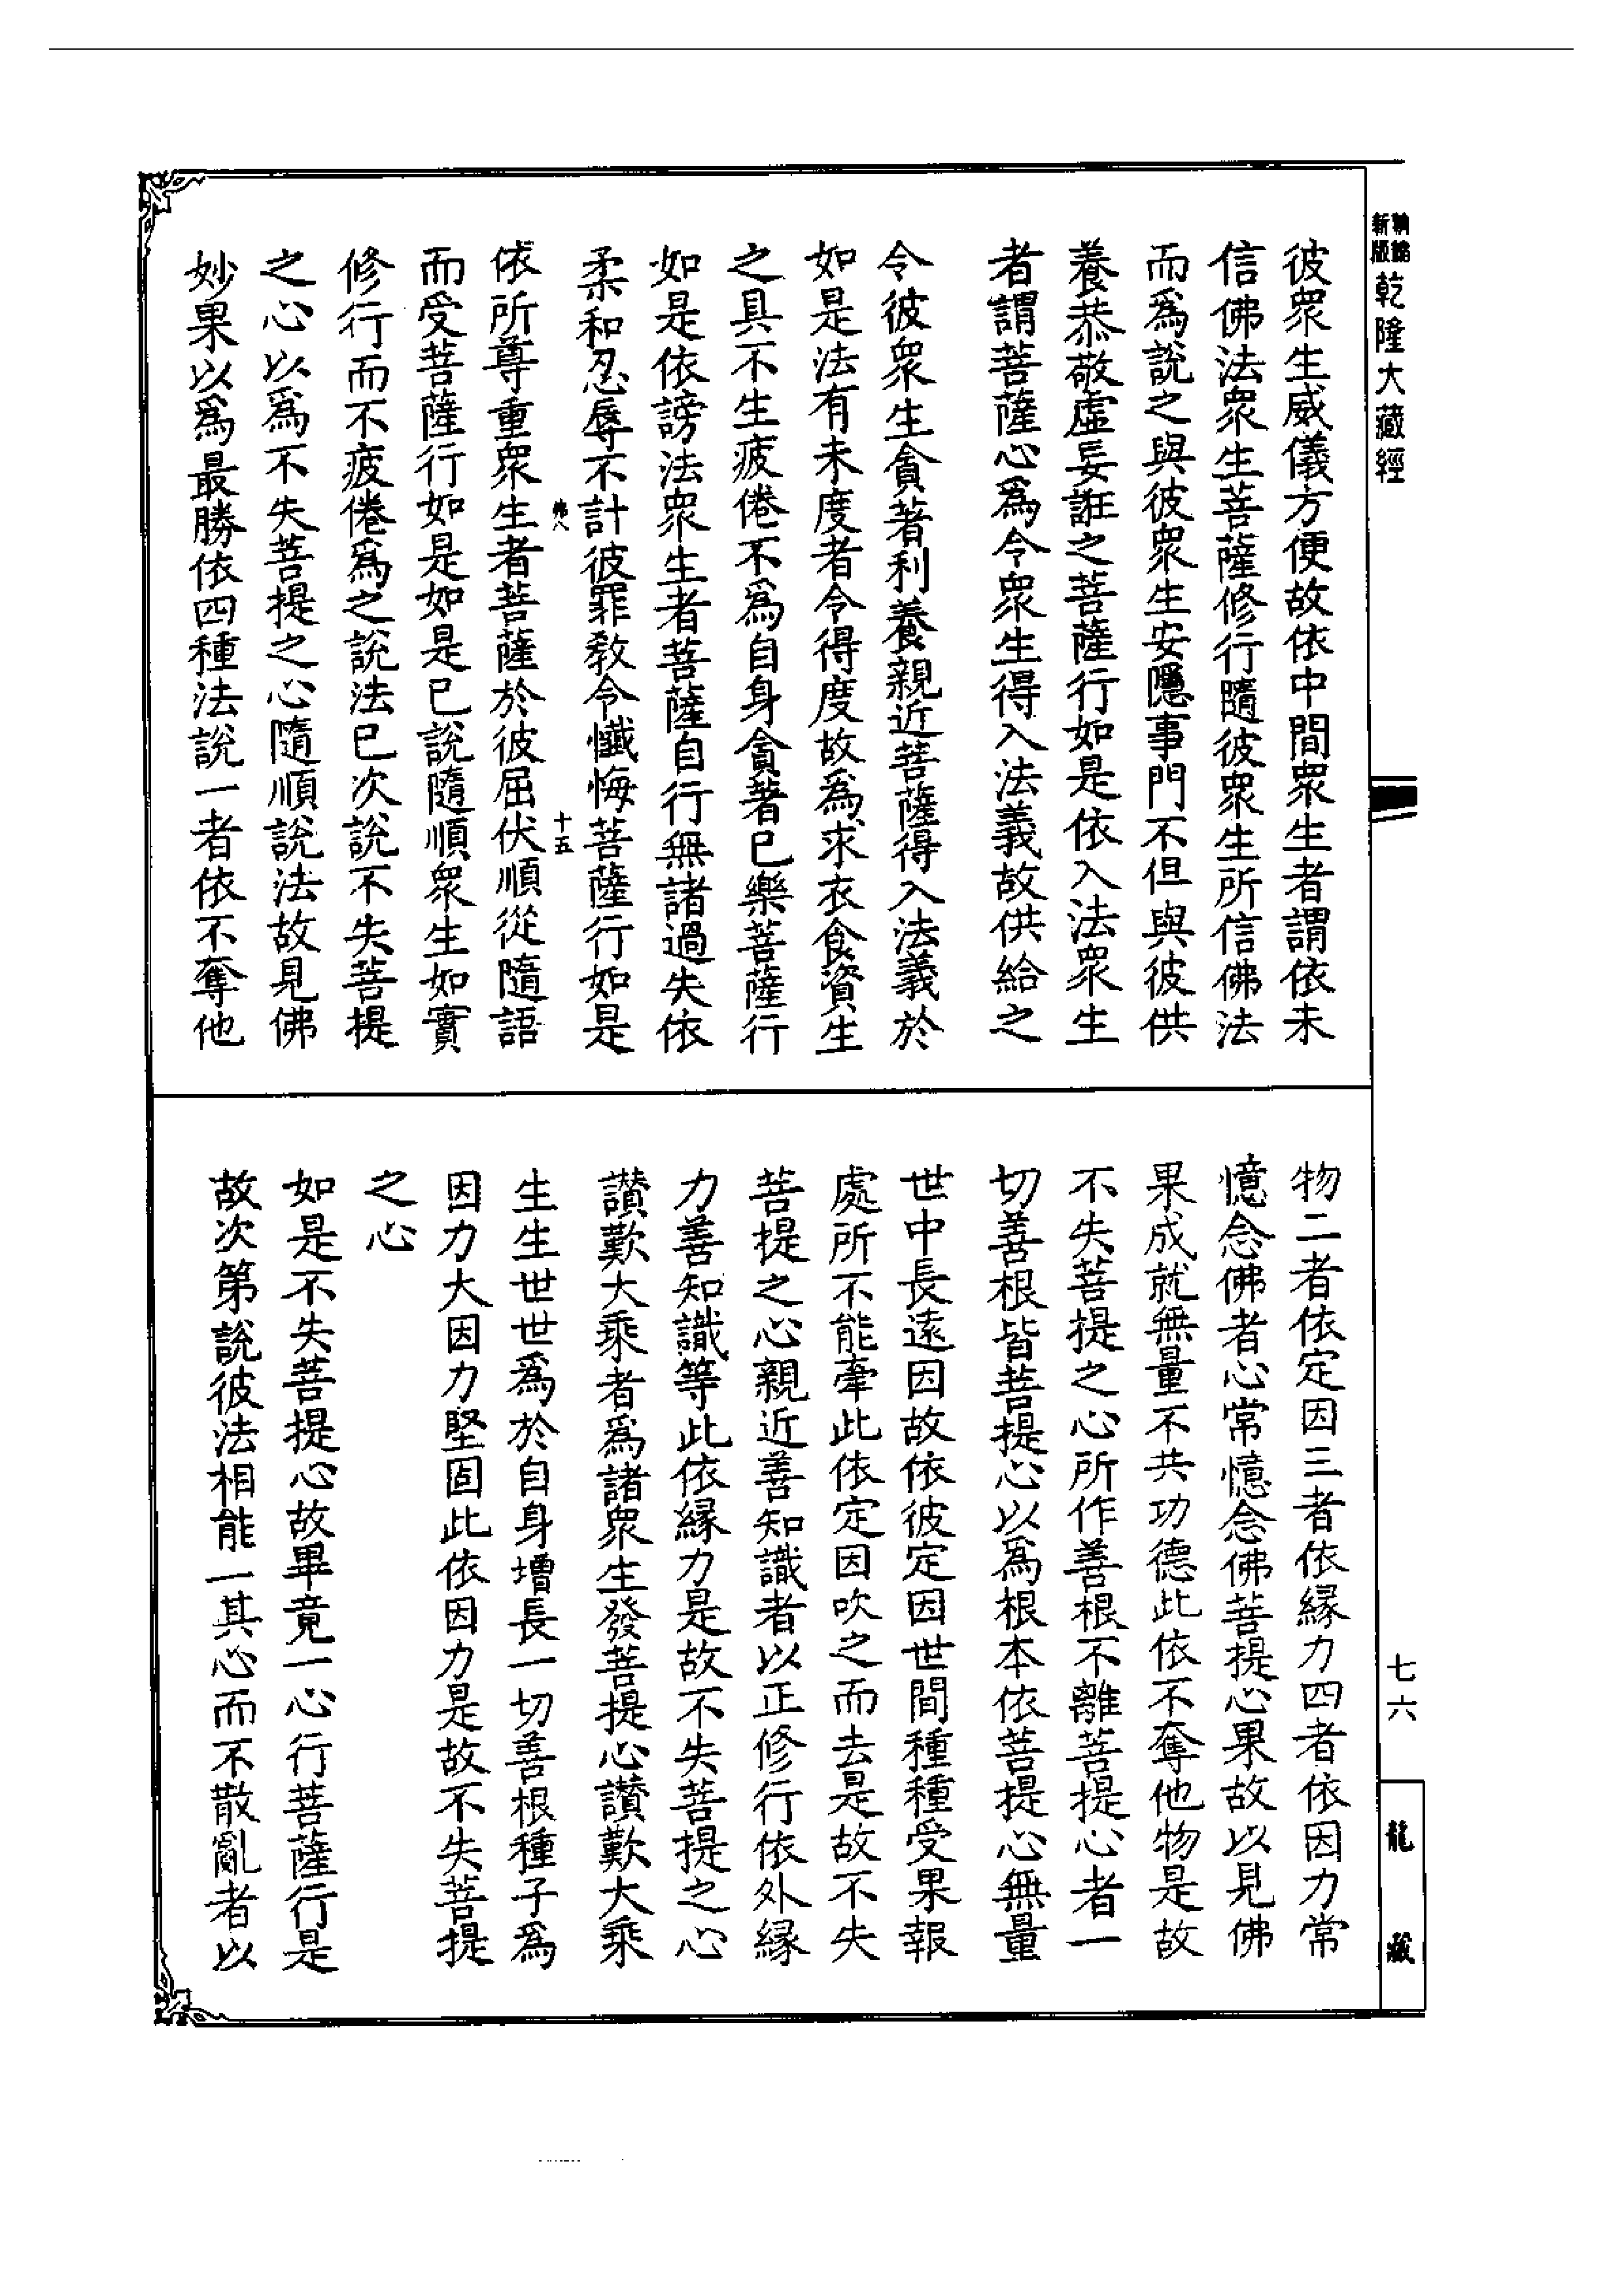 新版
乾隆大藏經
彼眾生威儀方便故依中間眾生者謂依未
信佛法眾生菩薩修行隨彼眾生所信佛法
而爲說之與彼眾生安隱事門不但與彼供
養恭敬虛妄誑之菩薩行如是依入法眾生
者謂菩薩心爲令眾生得入法義故供給之
令彼眾生貪著利養親近菩薩得入法義於
如是法有未度者令得度故爲求衣食資生
之具不生疲倦不爲自身貪著已樂菩薩行
如是依謗法眾生者菩薩自行無諸過失依
柔和忍辱不計彼罪教令懺悔菩薩行如是
十五
依所尊重眾生者菩薩於彼屈伏順從隨語
而受菩薩行如是如是已說隨順眾生如實
修行而不疲倦爲之說法已次說不失菩提
之心以爲不失菩提之心隨順說法故見佛
妙果以爲最勝依四種法說一者依不奪他
物二者依定因三者依緣力四者依因力常
憶念佛者心常憶念佛菩提心果故以見佛
果成就無量不共功德此依不奪他物是故
不失菩提之心所作善根不離菩提心者一
切善根皆菩提心以爲根本依菩提心無量
世中長遠因故依彼定因世間種種受果報
處所不能牽此依定因吹之而去是故不失
菩提之心親近善知識者以正修行依外緣
力善知識等此依緣力是故不失菩提之心
讚歎大乘者爲諸眾生發菩提心讚歎大乘
生生世世爲於自身增長一切善根種子爲
因力大因力堅固此依因力是故不失菩提
之心
如是不失菩提心故畢竟一心行菩薩行是
故次第說彼法相能一其心而不散亂者以
七六
龍藏